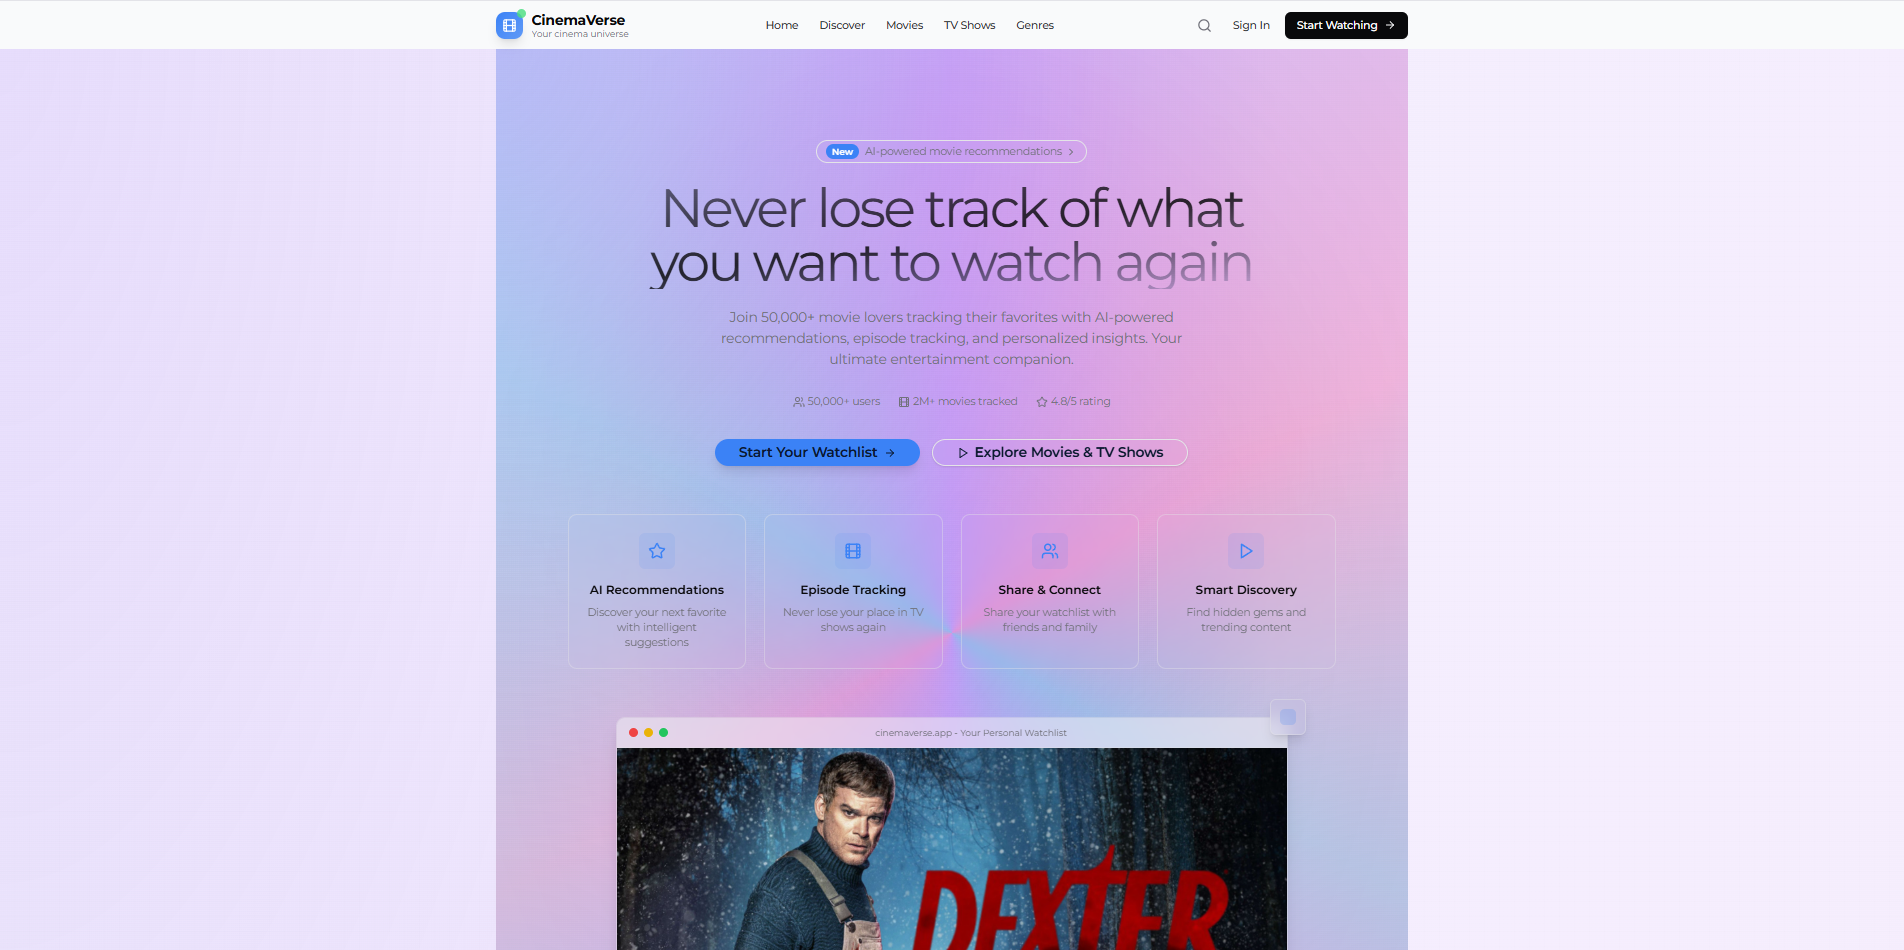 CinemaVerse
Your cinema universe
Home
Discover
Movies
TV Shows
Genres
Sign In
Start Watching
New AI-powered movie recommendations
Never lose track of what
you want to watch again
Join 50,000+ movie lovers tracking their favorites with AI-powered
recommendations, episode tracking, and personalized insights. Your
ultimate entertainment companion.
50,000+ users
2M+ movies tracked
4.8/5 rating
Start Your Watchlist
Explore Movies & TV Shows
AI Recommendations
Discover your next favorite
with intelligent
suggestions
Episode Tracking
Never lose your place in TV
shows again
Share & Connect
Share your watchlist with
friends and family
Smart Discovery
Find hidden gems and
trending content
cinemaverse.app - Your Personal Watchlist
DEXTER